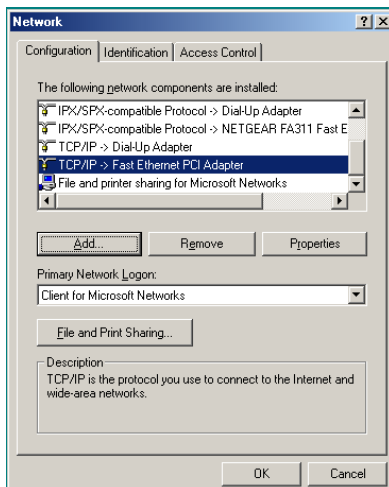 Network
Configuration Identification Access Control
The following network components are installed:
IPX/SPX-compatible Protocol -> Dial-Up Adapter
IPX/SPX-compatible Protocol -> NETGEAR FA311 Fast E
TCP/IP -> Dial-Up Adapter
TCP/IP -> Fast Ethernet PCI Adapter
File and printer sharing for Microsoft Networks
Add... Remove Properties
Primary Network Logon:
Client for Microsoft Networks
File and Print Sharing...
Description
TCP/IP is the protocol you use to connect to the Internet and
wide-area networks.
OK Cancel